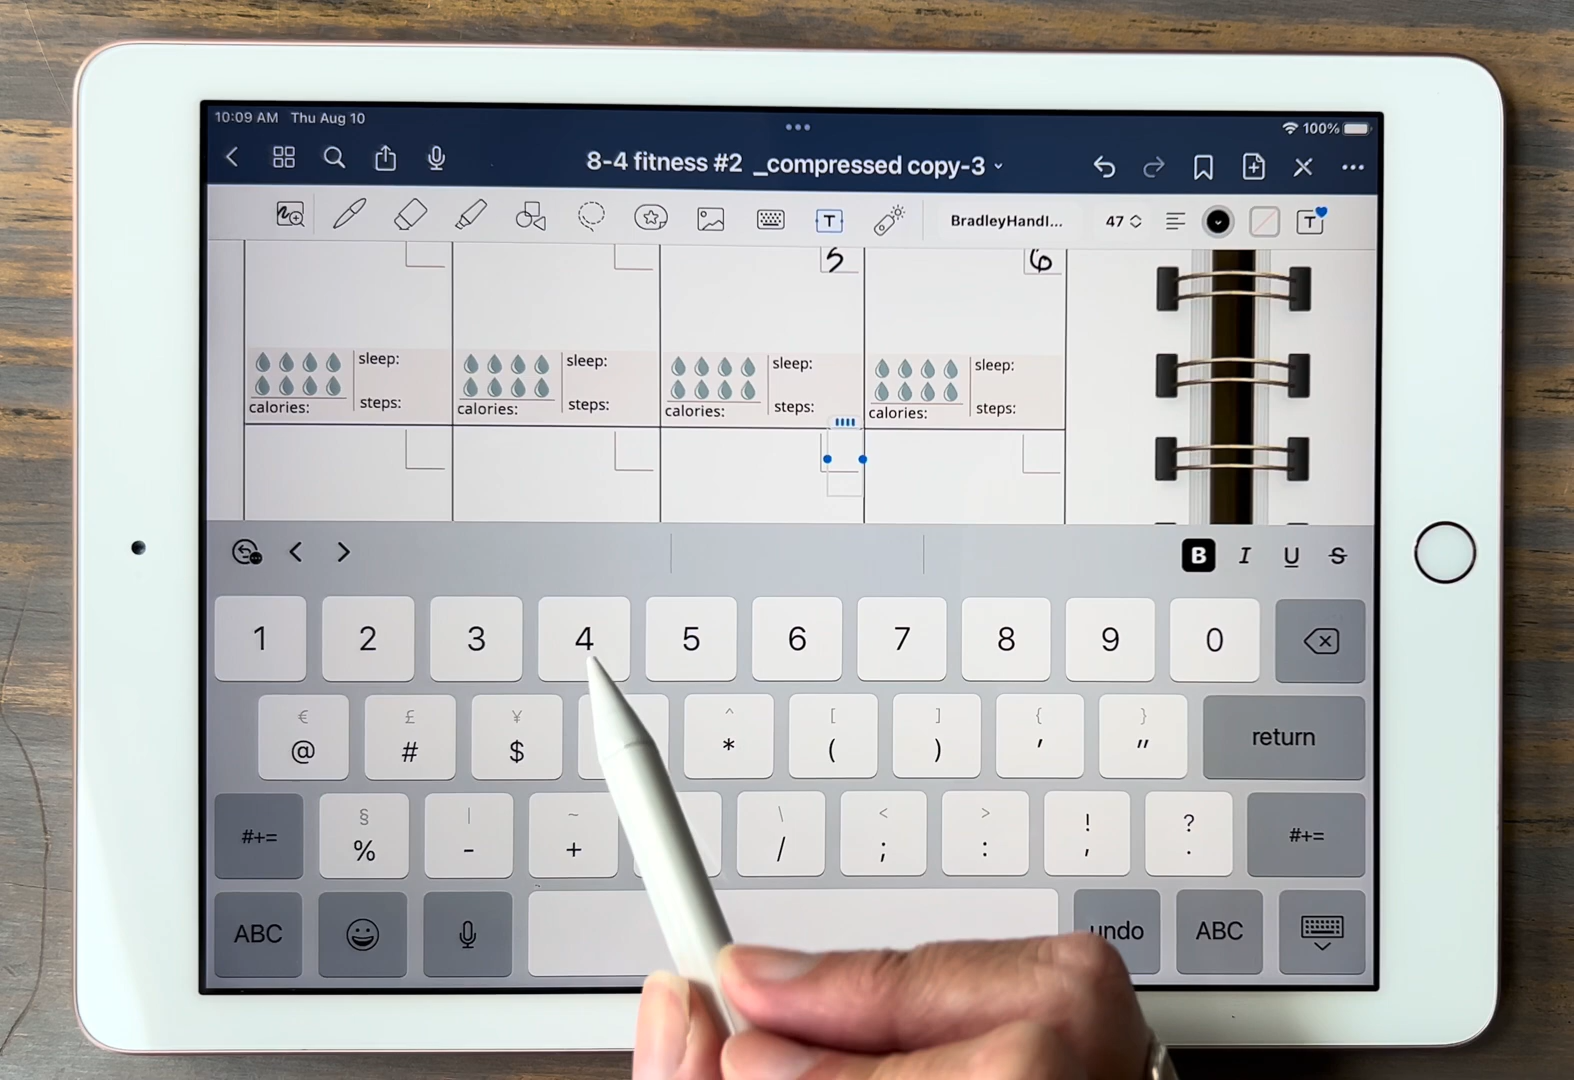 10:09 AM Thu Aug 10
100%
8-4 fitness #2 _compressed copy-3
T BradleyHandI... 47 T
5 6
sleep: sleep: sleep: sleep:
calories: steps: calories: steps: calories: steps: calories: steps:
B I U S
1 2 3 4 5 6 7 8 9 0
€ £ ¥ ^ [ ] { }
@ # $ * ( ) ' " return
§ | ~ \ < > ! ?
#+= % - + / ; : , . #+=
ABC undo ABC